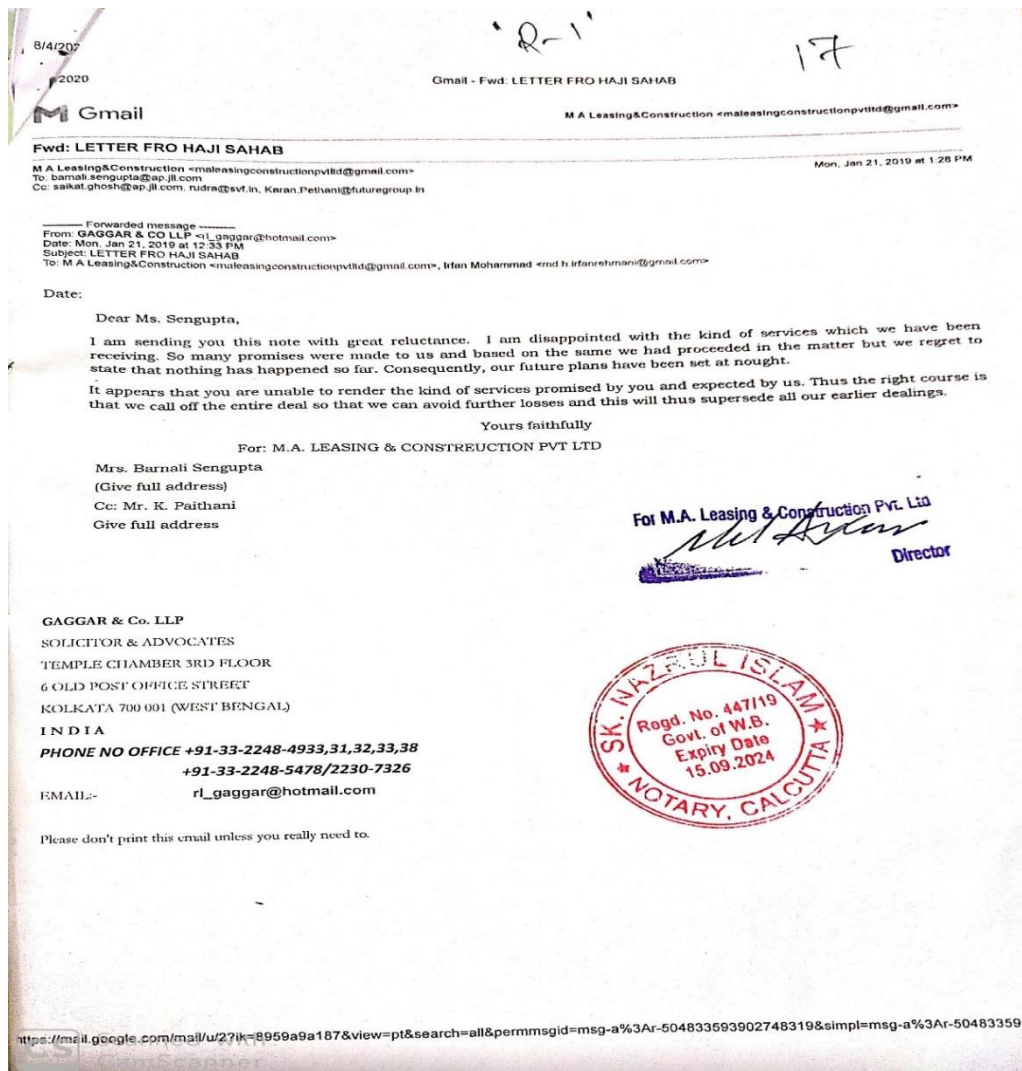 'R-1'
17
8/4/202
2020
Gmail - Fwd: LETTER FRO HAJI SAHAB
Gmail
M A Leasing&Construction <maleasingconstructionpvtltd@gmail.com>
Fwd: LETTER FRO HAJI SAHAB
M A Leasing&Construction <maleasingconstructionpvtltd@gmail.com>
Mon, Jan 21, 2019 at 1:28 PM
To: barnali.sengupta@ap.jll.com
Cc: saikat.ghosh@ap.jll.com, rudra@svf.in, Karan.Pethani@futuregroup.in
---------- Forwarded message ----------
From: GAGGAR & CO LLP <rl_gaggar@hotmail.com>
Date: Mon, Jan 21, 2019 at 12:33 PM
Subject: LETTER FRO HAJI SAHAB
To: M A Leasing&Construction <maleasingconstructionpvtltd@gmail.com>, Irfan Mohammad <md.h.irfanrehmani@gmail.com>
Date:
Dear Ms. Sengupta,
I am sending you this note with great reluctance. I am disappointed with the kind of services which we have been
receiving. So many promises were made to us and based on the same we had proceeded in the matter but we regret to
state that nothing has happened so far. Consequently, our future plans have been set at nought.
It appears that you are unable to render the kind of services promised by you and expected by us. Thus the right course is
that we call off the entire deal so that we can avoid further losses and this will thus supersede all our earlier dealings.
Yours faithfully
For: M.A. LEASING & CONSTREUCTION PVT LTD
Mrs. Barnali Sengupta
(Give full address)
Cc: Mr. K. Paithani
Give full address
For M.A. Leasing & Construction Pvt. Ltd
Director
GAGGAR & Co. LLP
SOLICITOR & ADVOCATES
TEMPLE CHAMBER 3RD FLOOR
6 OLD POST OFFICE STREET
KOLKATA 700 001 (WEST BENGAL)
INDIA
PHONE NO OFFICE +91-33-2248-4933,31,32,33,38
+91-33-2248-5478/2230-7326
EMAIL:- rl_gaggar@hotmail.com
SK. NAZRUL ISLAM
Regd. No. 447/19
Govt. of W.B.
Expiry Date
15.09.2024
NOTARY, CALCUTTA
Please don't print this email unless you really need to.
https://mail.google.com/mail/u/2?ik=8959a9a187&view=pt&search=all&permmsgid=msg-a%3Ar-504833593902748319&simpl=msg-a%3Ar-50483359
CS Scanned with
CamScanner